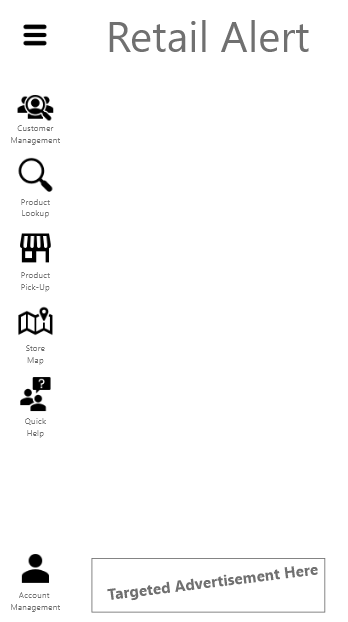 Retail Alert
Customer
Management
Product
Lookup
Product
Pick-Up
Store
Map
?
Quick
Help
Account
Management
Targeted Advertisement Here